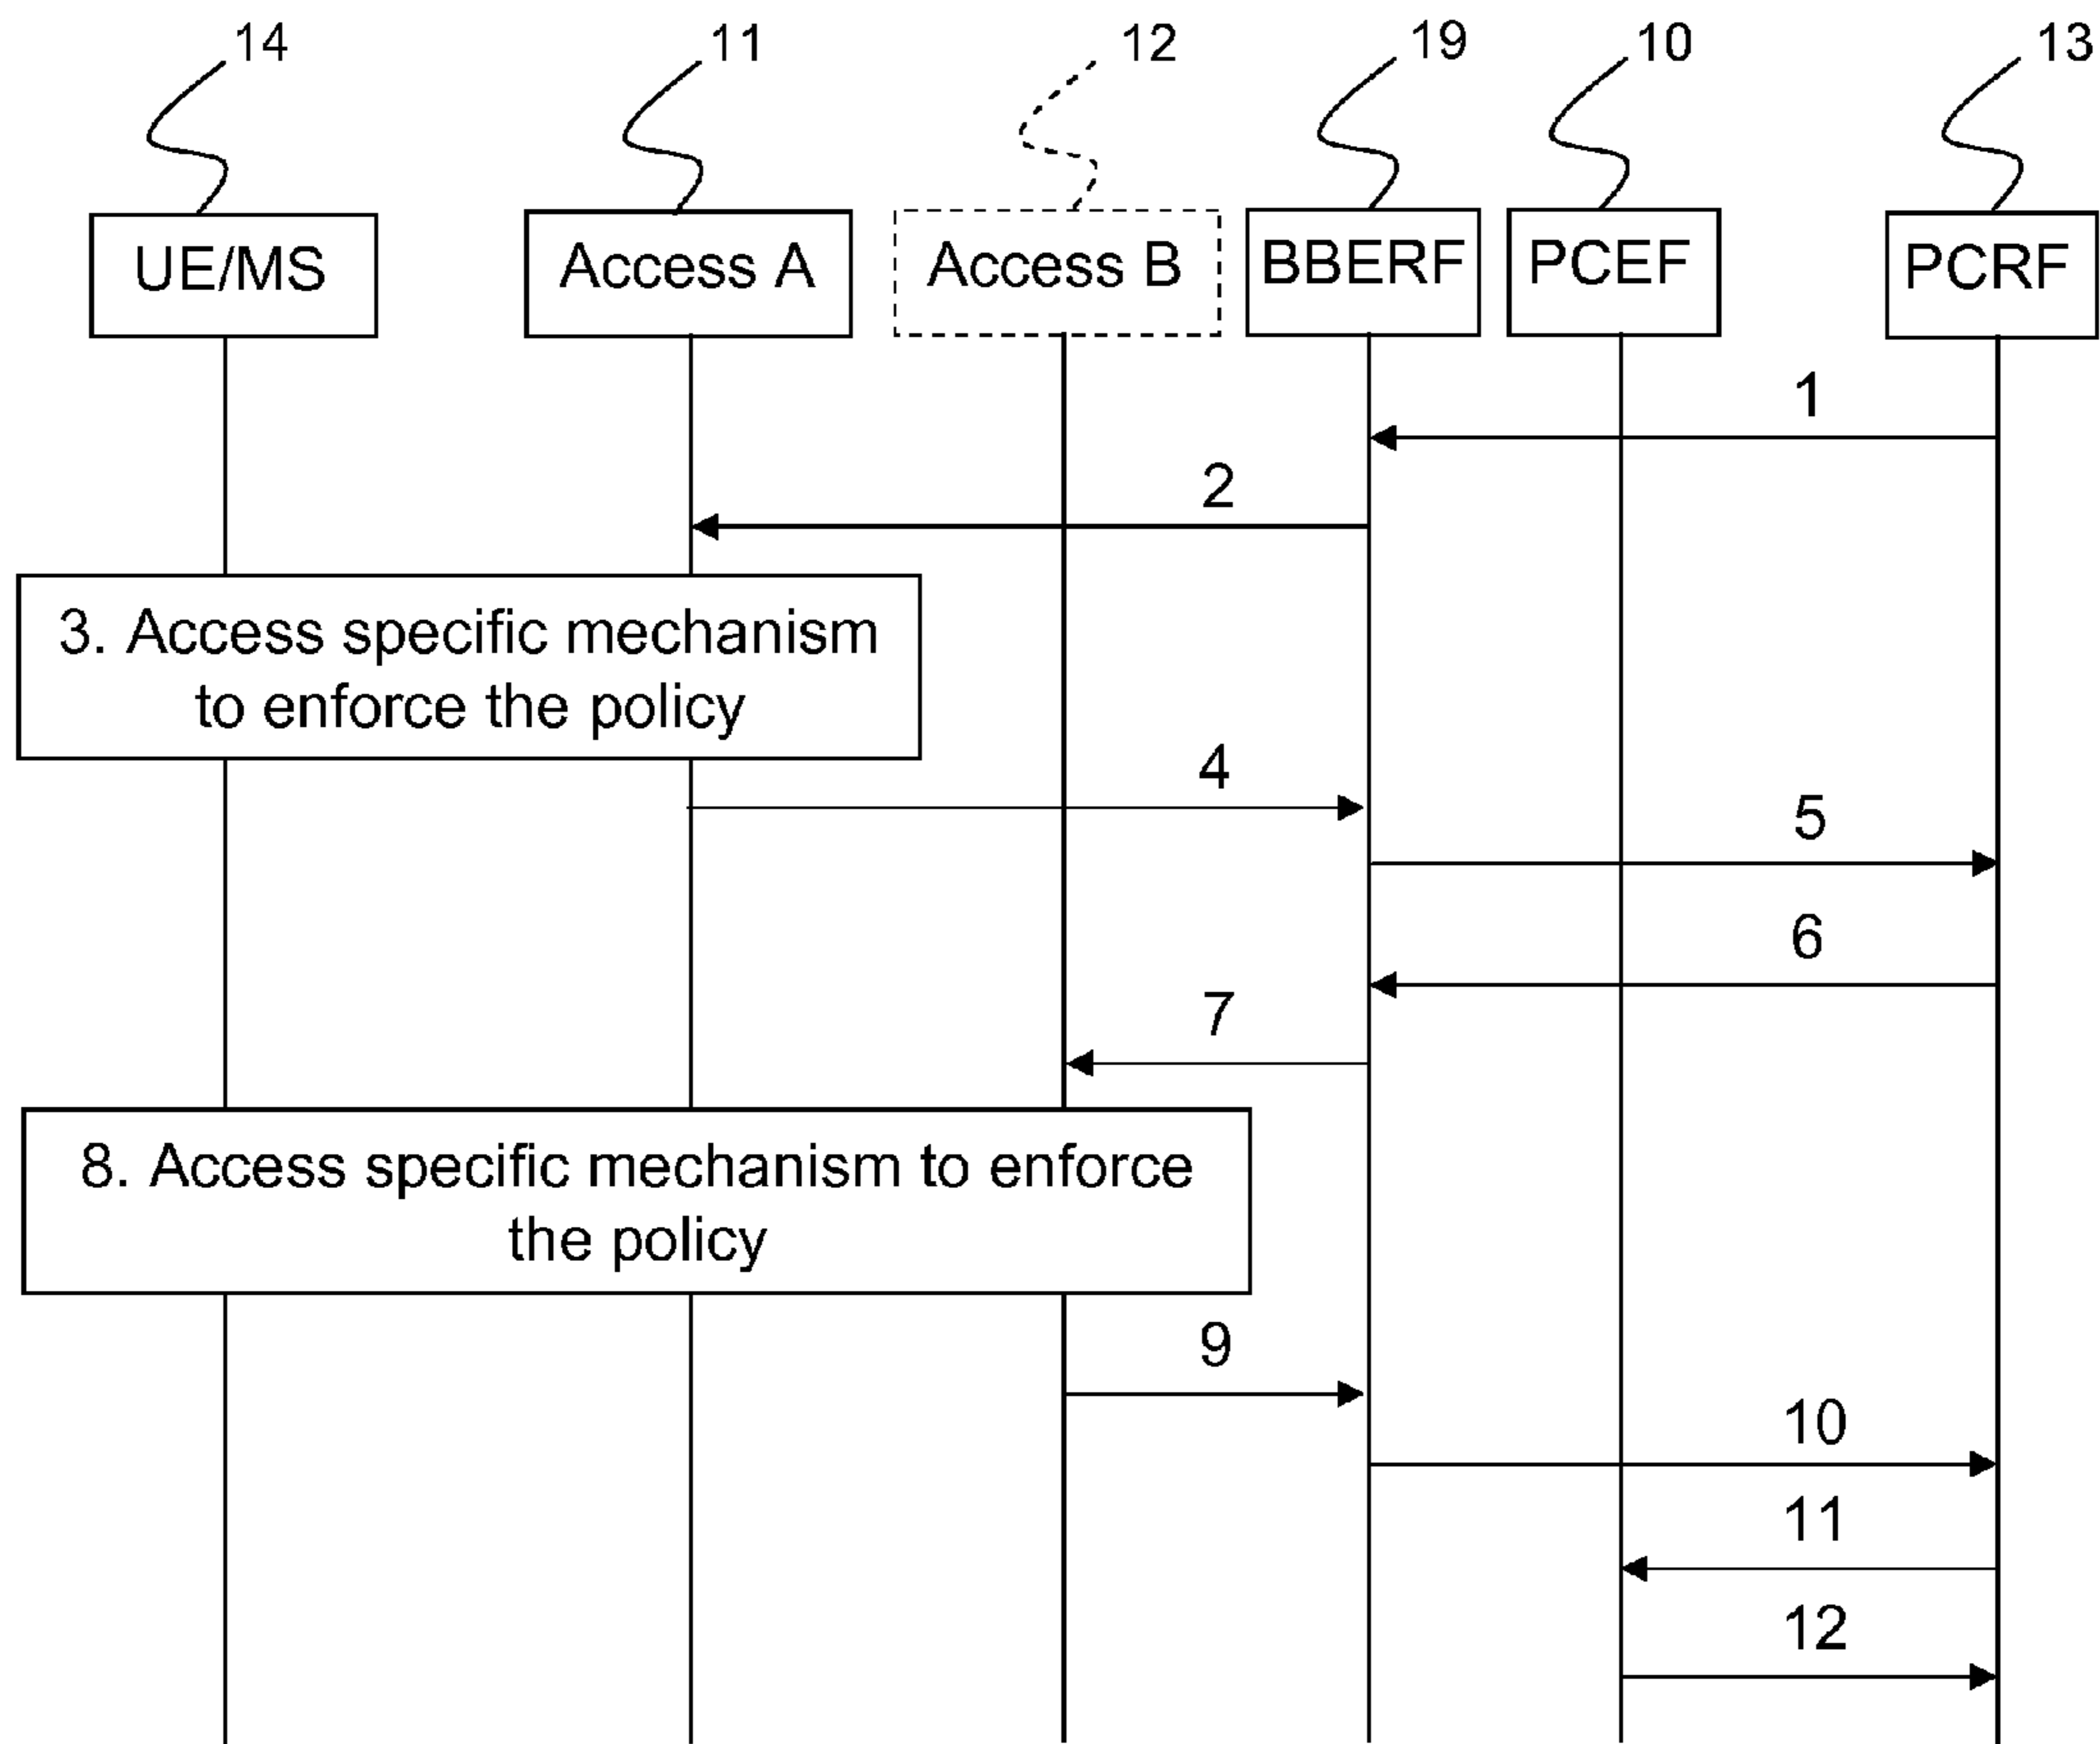 14
11
12
19
10
13
UE/MS
Access A
Access B
BBERF
PCEF
PCRF
1
2
3. Access specific mechanism
to enforce the policy
4
5
6
7
8. Access specific mechanism to enforce
the policy
9
10
11
12